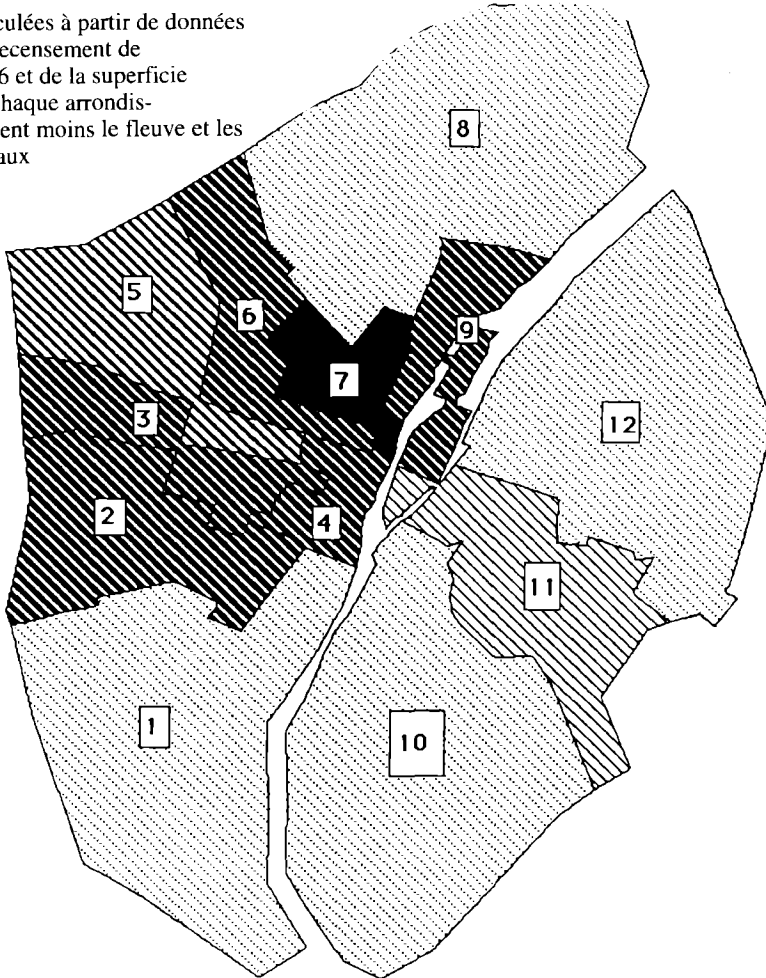 culées à partir de données
ecensement de
6 et de la superficie
haque arrondis-
ent moins le fleuve et les
aux
8
5
6
9
7
3
12
2
4
11
1
10